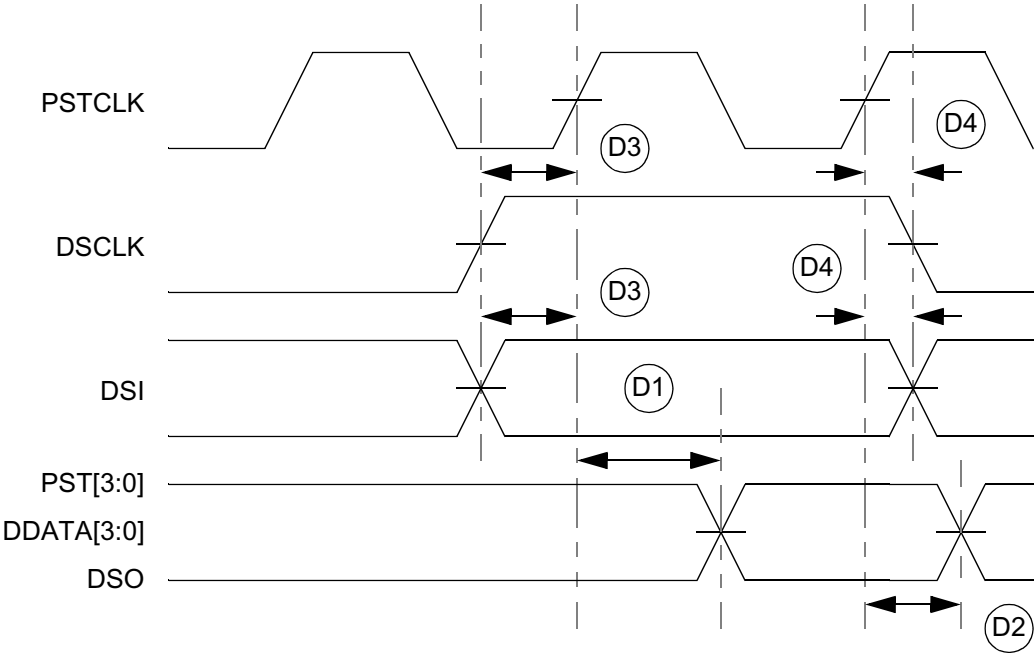 PSTCLK
D4
D3
DSCLK
D4
D3
DSI
D1
PST[3:0]
DDATA[3:0]
DSO
D2